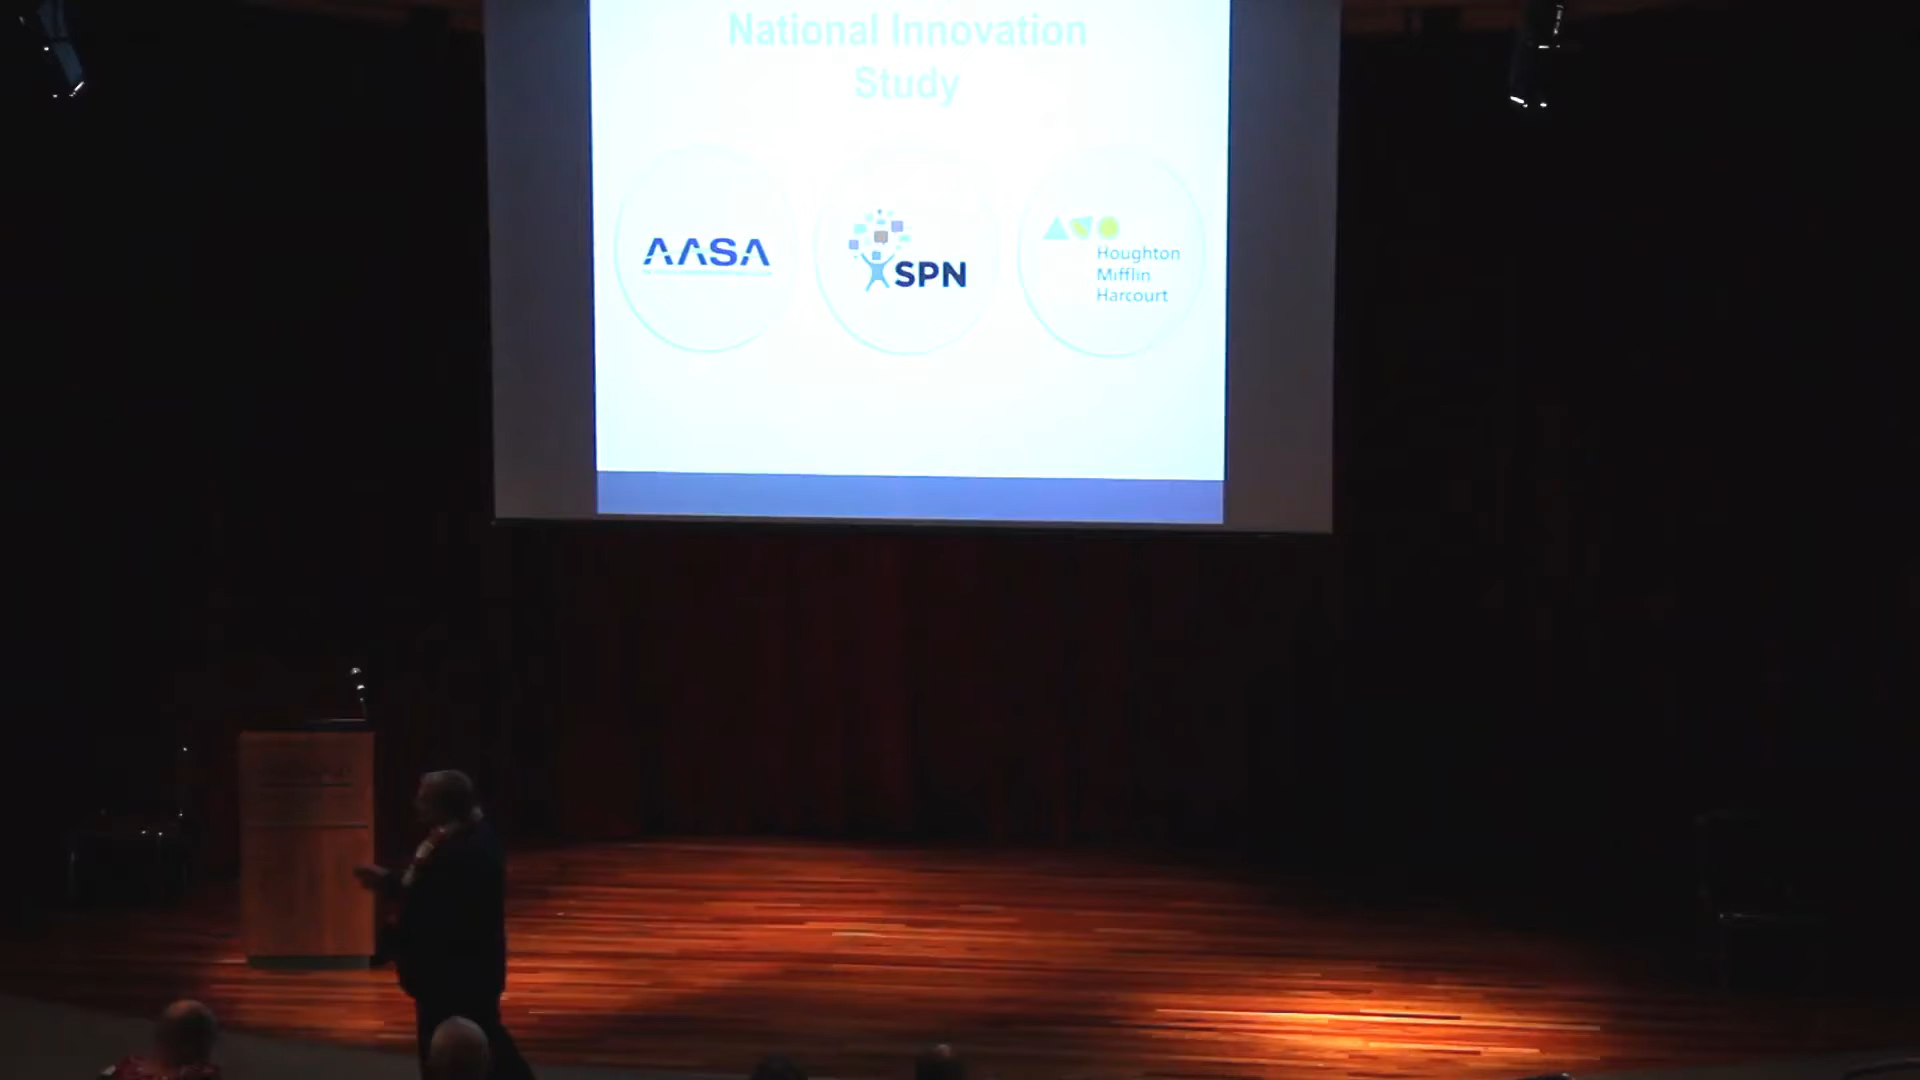 National Innovation
Study
AASA
SPN
Houghton
Mifflin
Harcourt